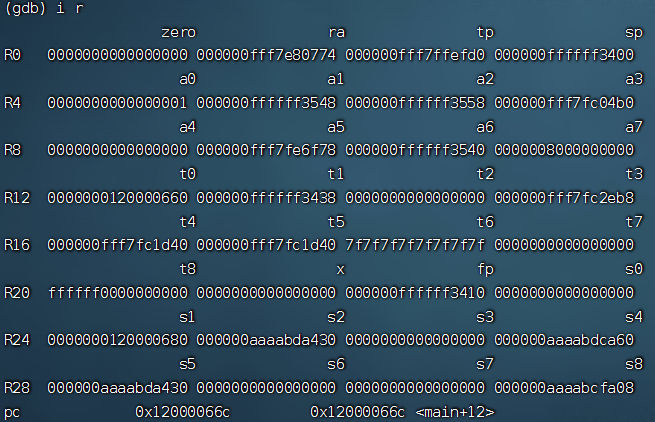 (gdb) i r
zero ra tp sp
R0 0000000000000000 000000fff7e80774 000000fff7ffefd0 000000ffffff3400
a0 a1 a2 a3
R4 0000000000000001 000000ffffff3548 000000ffffff3558 000000fff7fc04b0
a4 a5 a6 a7
R8 0000000000000000 000000fff7fe6f78 000000ffffff3540 0000008000000000
t0 t1 t2 t3
R12 0000000120000660 000000ffffff3438 0000000000000000 000000fff7fc2eb8
t4 t5 t6 t7
R16 000000fff7fc1d40 000000fff7fc1d40 7f7f7f7f7f7f7f7f 0000000000000000
t8 x fp s0
R20 ffffff0000000000 0000000000000000 000000ffffff3410 0000000000000000
s1 s2 s3 s4
R24 0000000120000680 000000aaaabda430 0000000000000000 000000aaaabdca60
s5 s6 s7 s8
R28 000000aaaabda430 0000000000000000 0000000000000000 000000aaaabcfa08
pc 0x12000066c 0x12000066c <main+12>